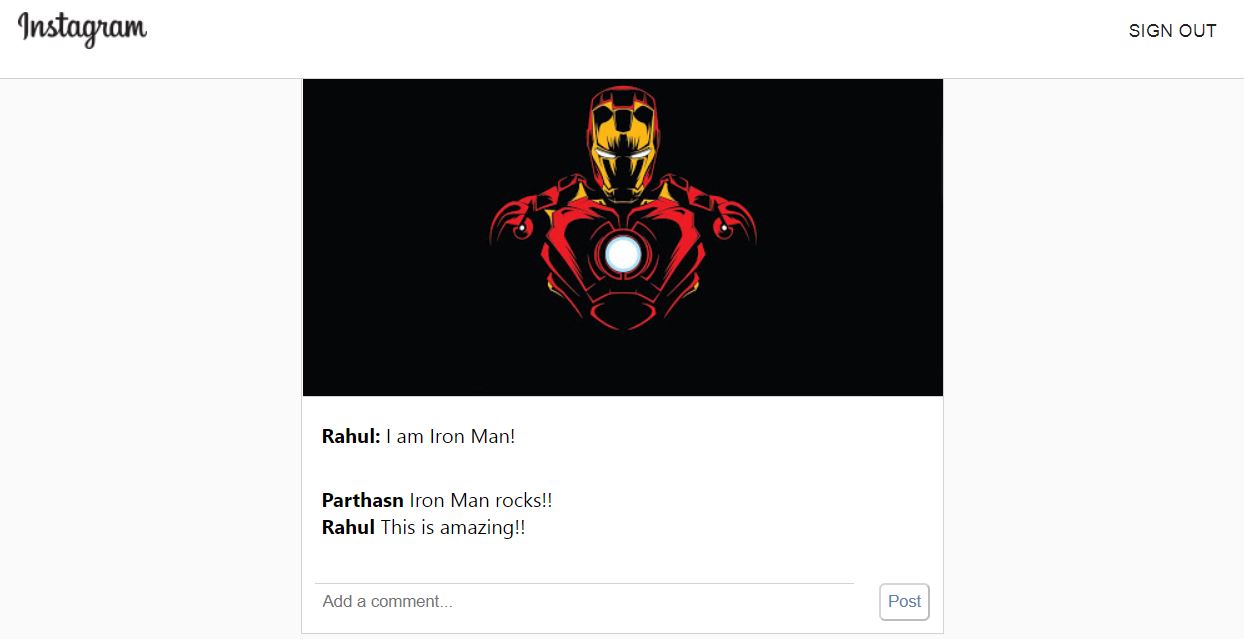 Instagram
SIGN OUT
Rahul: I am Iron Man!
Parthasn Iron Man rocks!!
Rahul This is amazing!!
Add a comment...
Post